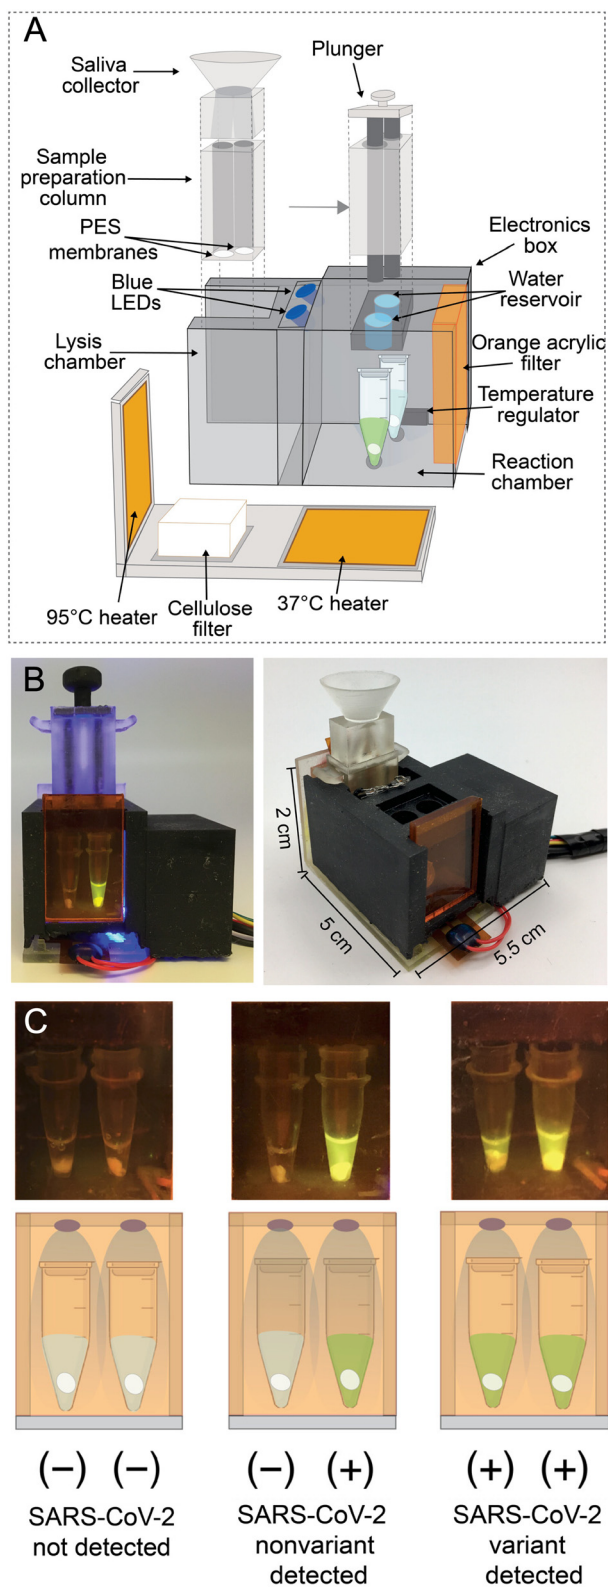 A
Saliva
collector
Plunger
Sample
preparation
column
PES
membranes
Electronics
box
Blue
LEDs
Water
reservoir
Lysis
chamber
Orange acrylic
filter
Temperature
regulator
Reaction
chamber
95°C heater
Cellulose
filter
37°C heater
B
2 cm
5 cm
5.5 cm
C
(−) (−)
SARS-CoV-2
not detected
(−) (+)
SARS-CoV-2
nonvariant
detected
(+) (+)
SARS-CoV-2
variant
detected